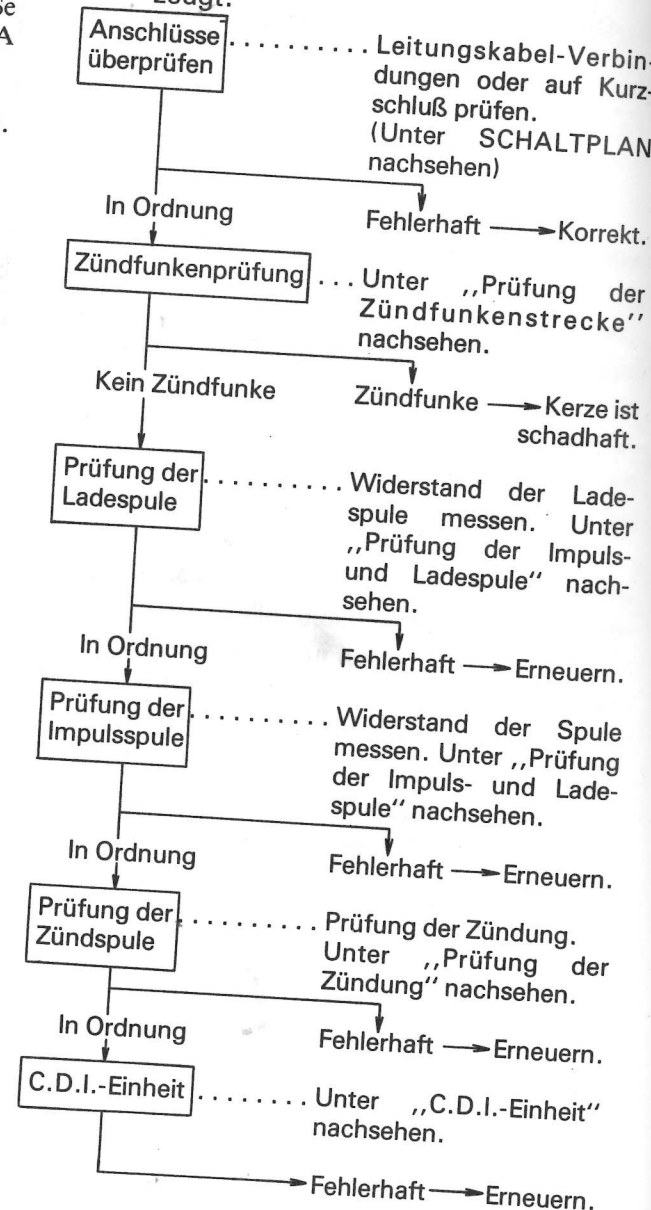 zeugt.
Anschlüsse
überprüfen
. . . . . . . . . . Leitungskabel-Verbin-
dungen oder auf Kurz-
schluß prüfen.
(Unter SCHALTPLAN
nachsehen)
In Ordnung
Fehlerhaft
Korrekt.
Zündfunkenprüfung
. . . Unter ,,Prüfung der
Zündfunkenstrecke''
nachsehen.
Kein Zündfunke
Zündfunke
Kerze ist
schadhaft.
Prüfung der
Ladespule
. . . . . . . . . . Widerstand der Lade-
spule messen. Unter
,,Prüfung der Impuls-
und Ladespule'' nach-
sehen.
In Ordnung
Fehlerhaft
Erneuern.
Prüfung der
Impulsspule
. . . . . . . . . . Widerstand der Spule
messen. Unter ,,Prüfung
der Impuls- und Lade-
spule'' nachsehen.
In Ordnung
Fehlerhaft
Erneuern.
Prüfung der
Zündspule
. . . . . . . . . . Prüfung der Zündung.
Unter ,,Prüfung der
Zündung'' nachsehen.
In Ordnung
Fehlerhaft
Erneuern.
C.D.I.-Einheit
. . . . . . . . Unter ,,C.D.I.-Einheit''
nachsehen.
Fehlerhaft
Erneuern.